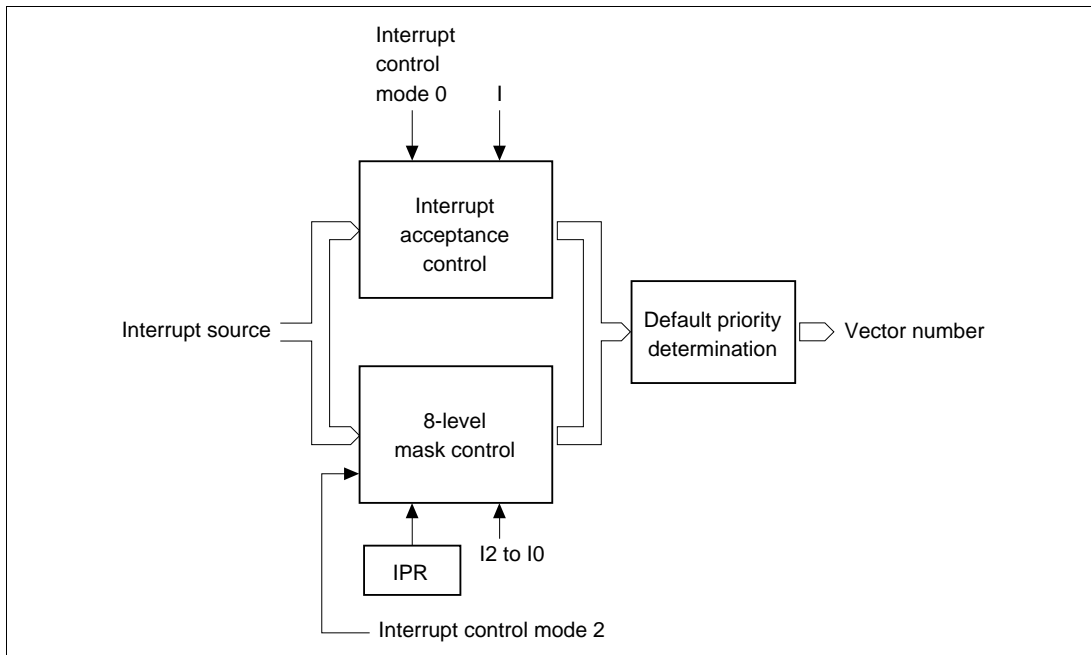 Interrupt
control
mode 0
I
Interrupt
acceptance
control
Interrupt source
Default priority
determination
Vector number
8-level
mask control
I2 to I0
IPR
Interrupt control mode 2